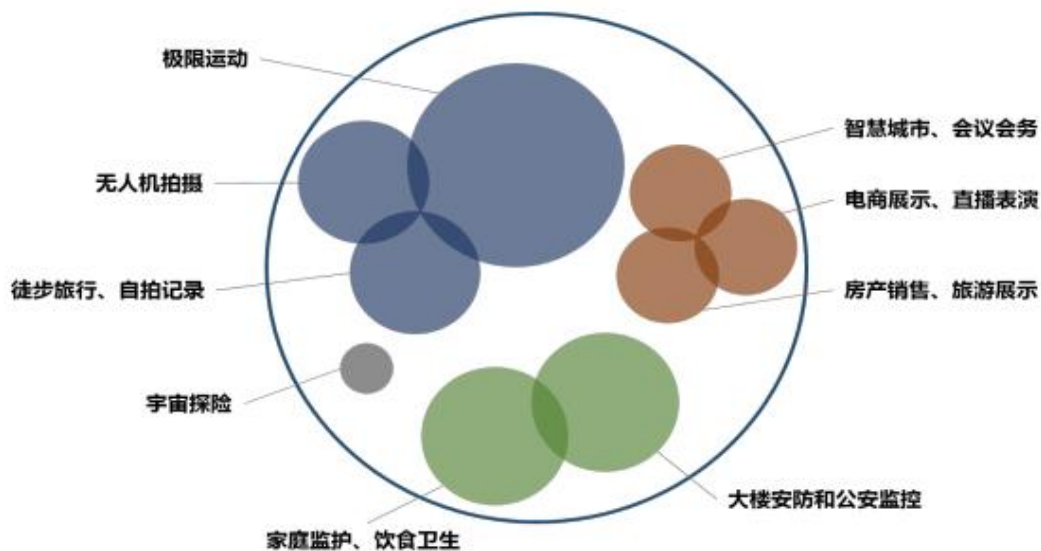 极限运动
智慧城市、会议会务
无人机拍摄
电商展示、直播表演
徒步旅行、自拍记录
房产销售、旅游展示
宇宙探险
大楼安防和公安监控
家庭监护、饮食卫生